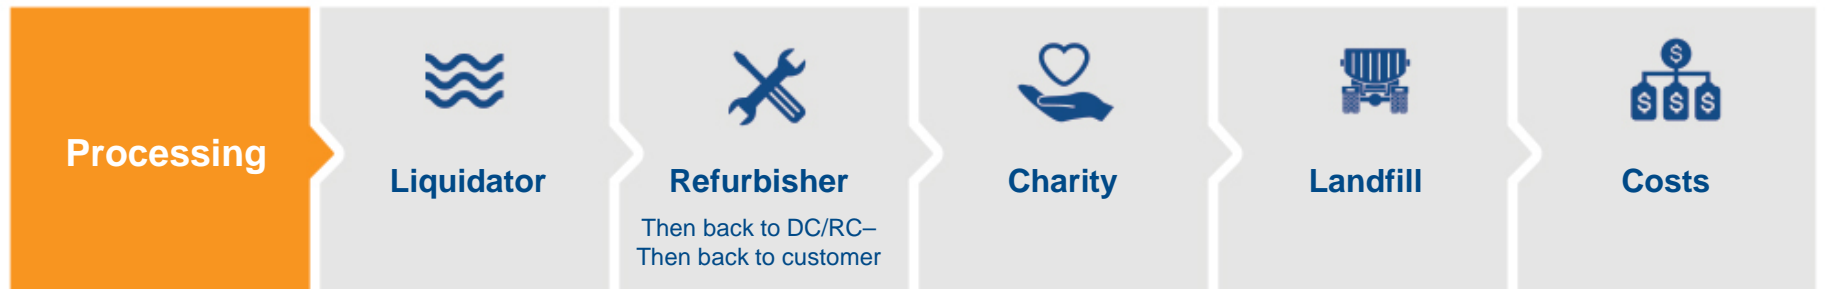 Processing
Liquidator
Refurbisher
Then back to DC/RC–
Then back to customer
Charity
Landfill
Costs
$
$ $ $